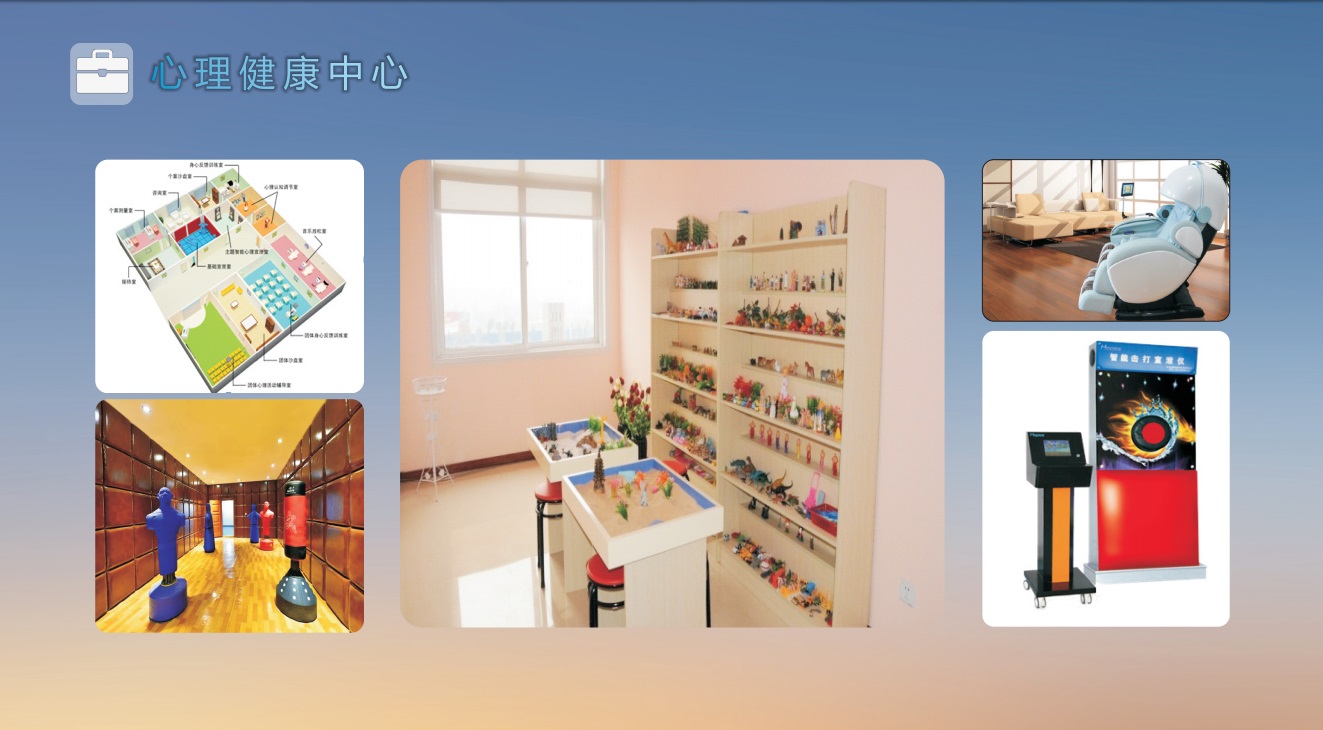 心理健康中心
身心反馈训练室
个案沙盘室
心理认知调节室
咨询室
个案测量室
音乐放松室
主题智能心理宣泄室
基础宣泄室
接待室
团体身心反馈训练室
团体沙盘室
团体心理活动辅导室
智能击打宣泄仪